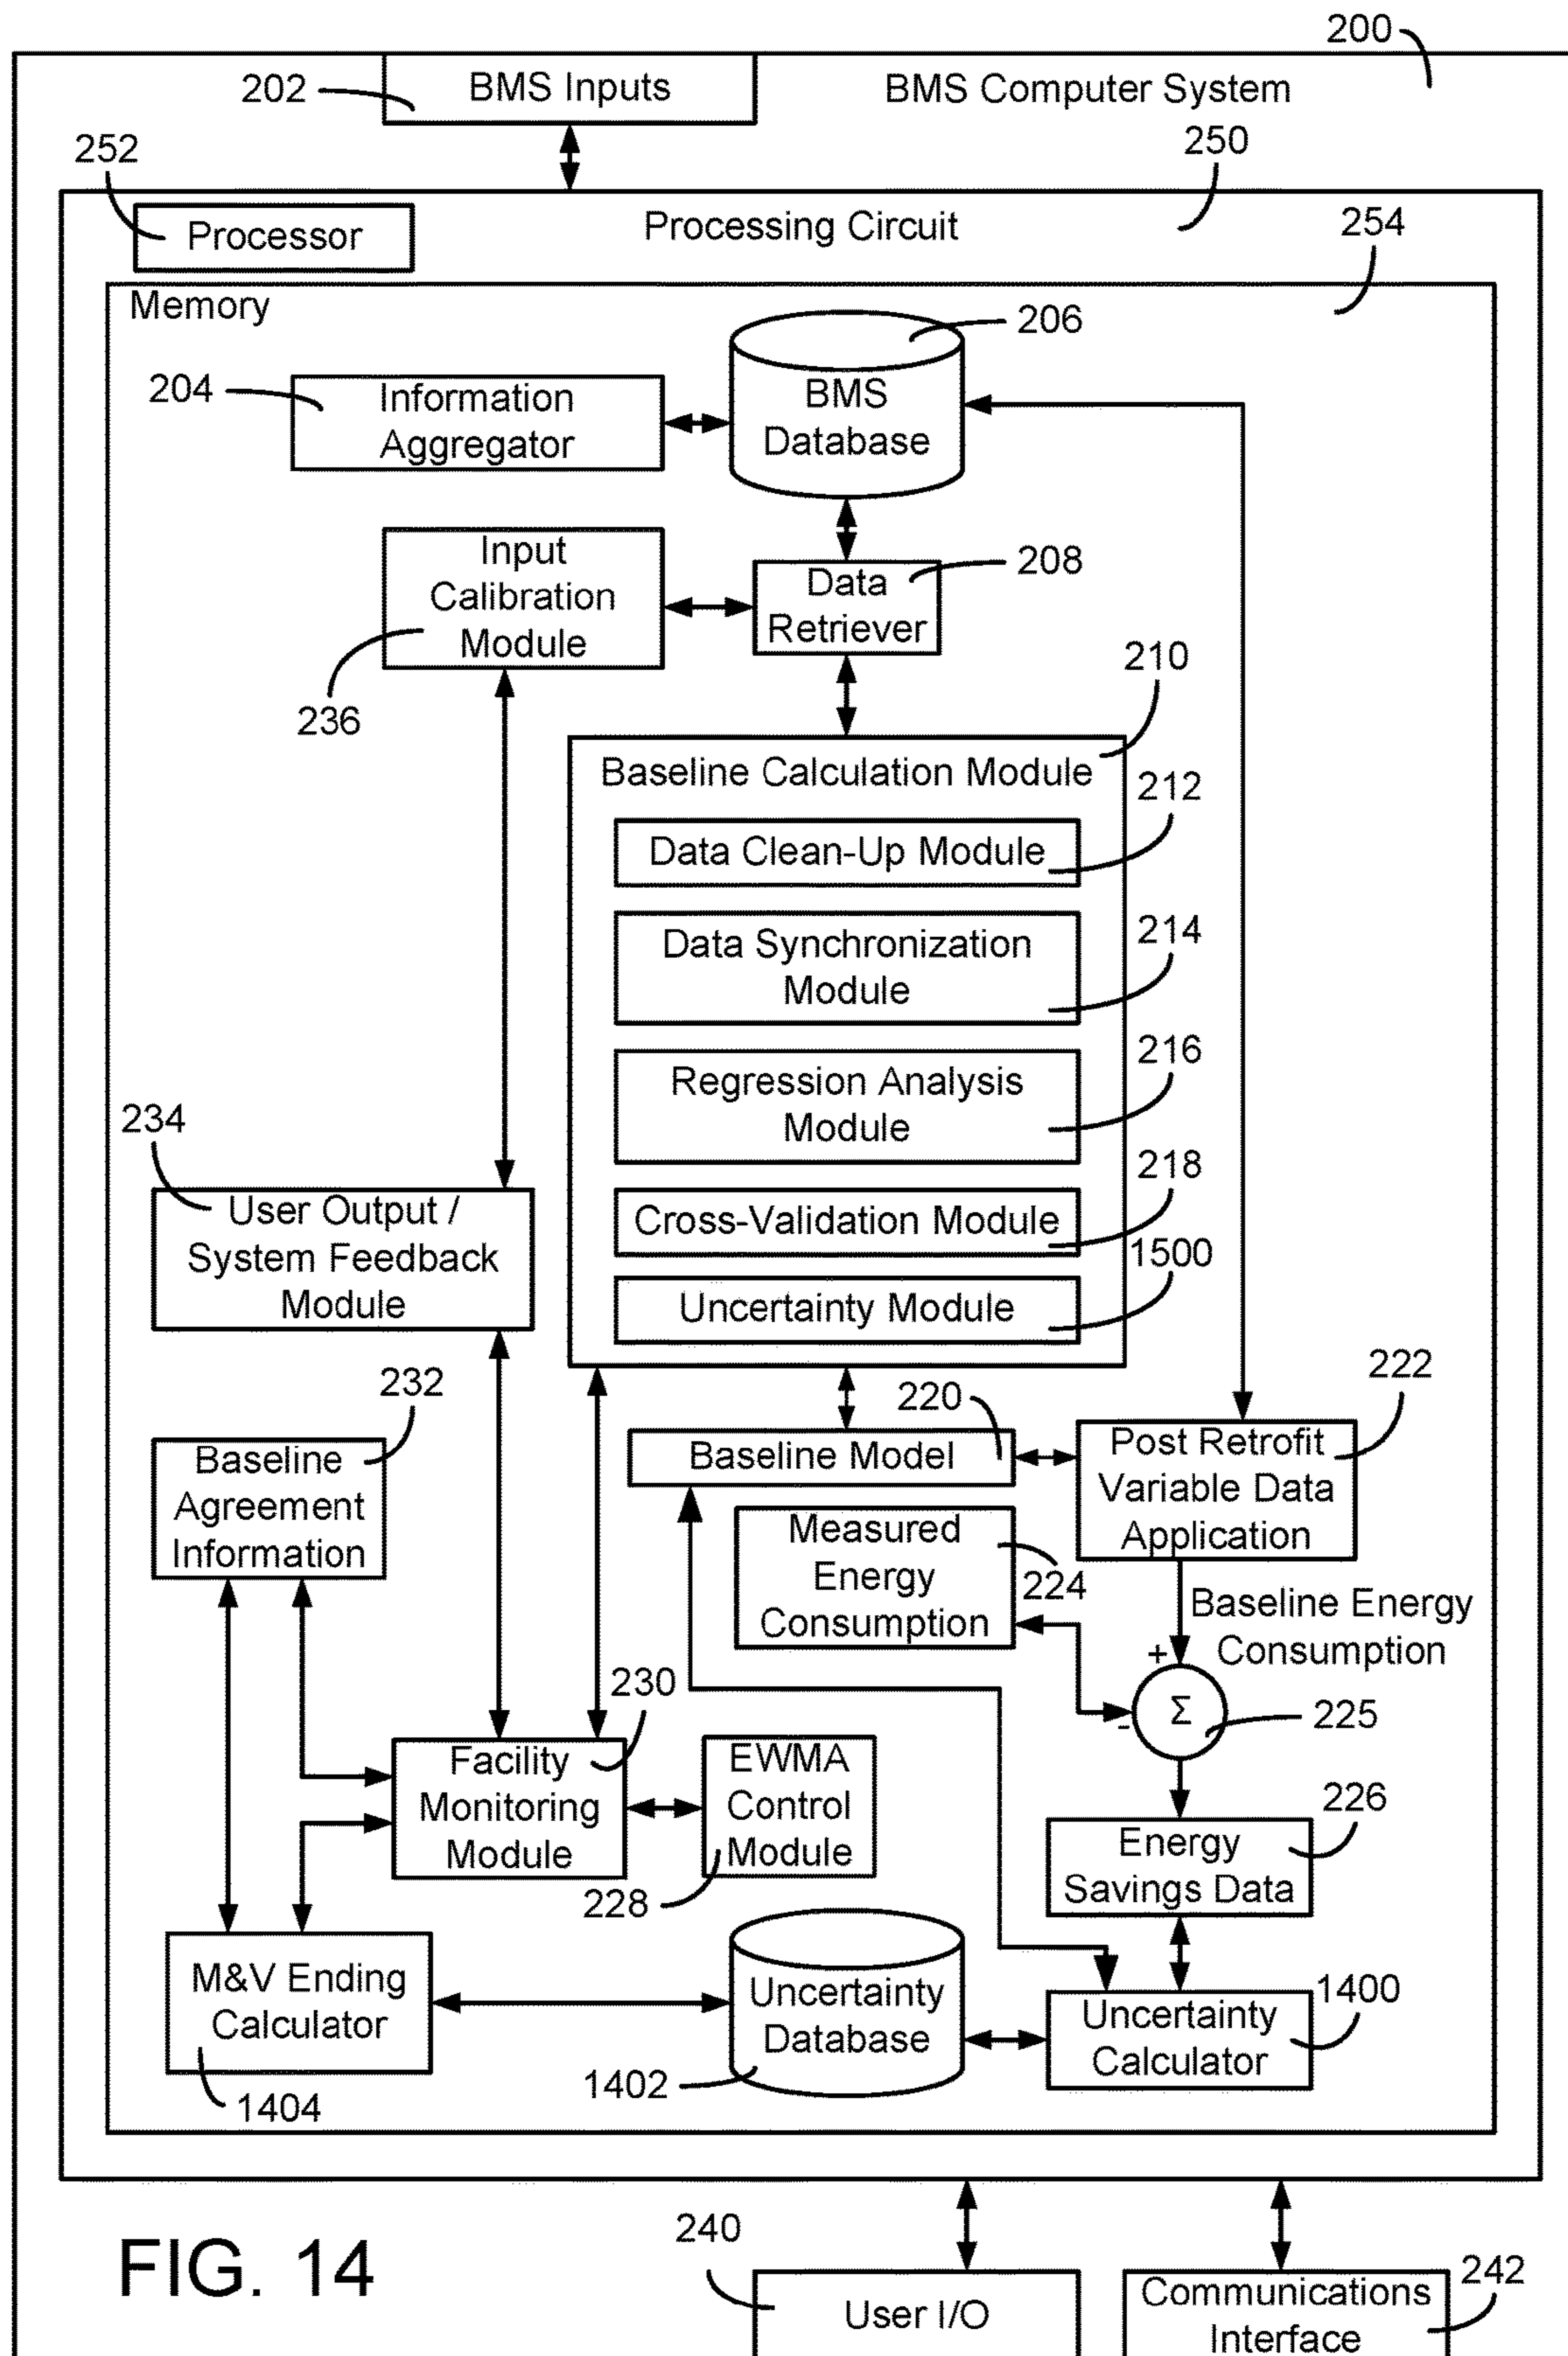 200
202
BMS Inputs
BMS Computer System
252
250
Processor
Processing Circuit
254
Memory
206
204
Information
Aggregator
BMS
Database
Input
Calibration
Module
236
Data
Retriever
208
210
Baseline Calculation Module
212
Data Clean-Up Module
214
Data Synchronization
Module
216
Regression Analysis
Module
218
Cross-Validation Module
1500
Uncertainty Module
234
User Output /
System Feedback
Module
232
Baseline
Agreement
Information
220
Baseline Model
222
Post Retrofit
Variable Data
Application
Measured
Energy
Consumption
224
Baseline Energy
Consumption
+
-
Σ
225
230
Facility
Monitoring
Module
EWMA
Control
Module
228
226
Energy
Savings Data
M&V Ending
Calculator
1404
Uncertainty
Database
1402
1400
Uncertainty
Calculator
FIG. 14
240
User I/O
Communications
Interface
242